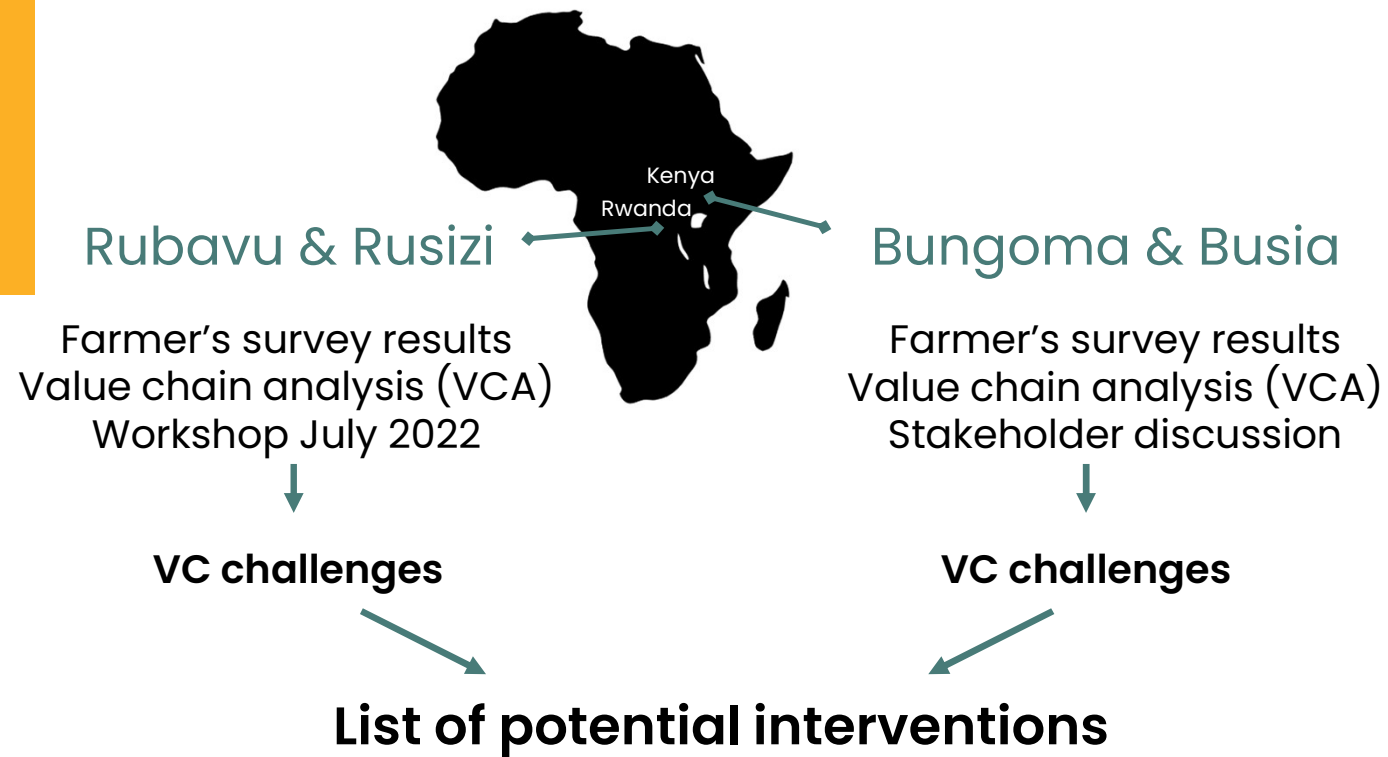 Kenya
Rwanda
Rubavu & Rusizi
Farmer's survey results
Value chain analysis (VCA)
Workshop July 2022
VC challenges
Bungoma & Busia
Farmer's survey results
Value chain analysis (VCA)
Stakeholder discussion
VC challenges
List of potential interventions